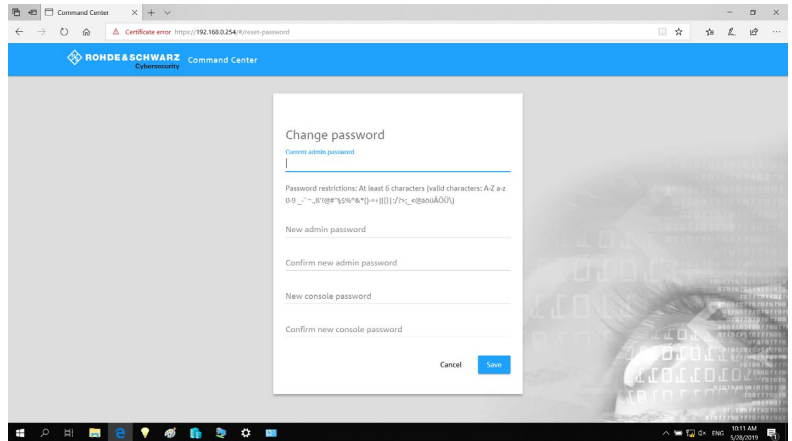 Command Center
Certificate error https://192.168.0.254/#/reset-password
ROHDE & SCHWARZ
Cybersecurity
Command Center
Change password
Current admin password
Password restrictions: At least 6 characters (valid characters: A-Z a-z
New admin password
Confirm new admin password
New console password
Confirm new console password
Cancel
Save
ENG
10:11 AM
5/28/2019